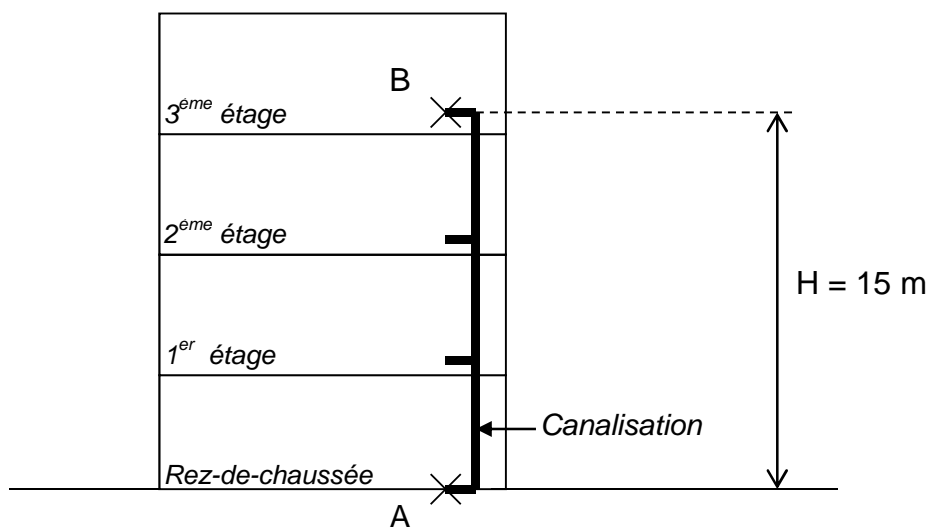 B
3ème étage
2ème étage
H = 15 m
1er étage
Canalisation
Rez-de-chaussée
A